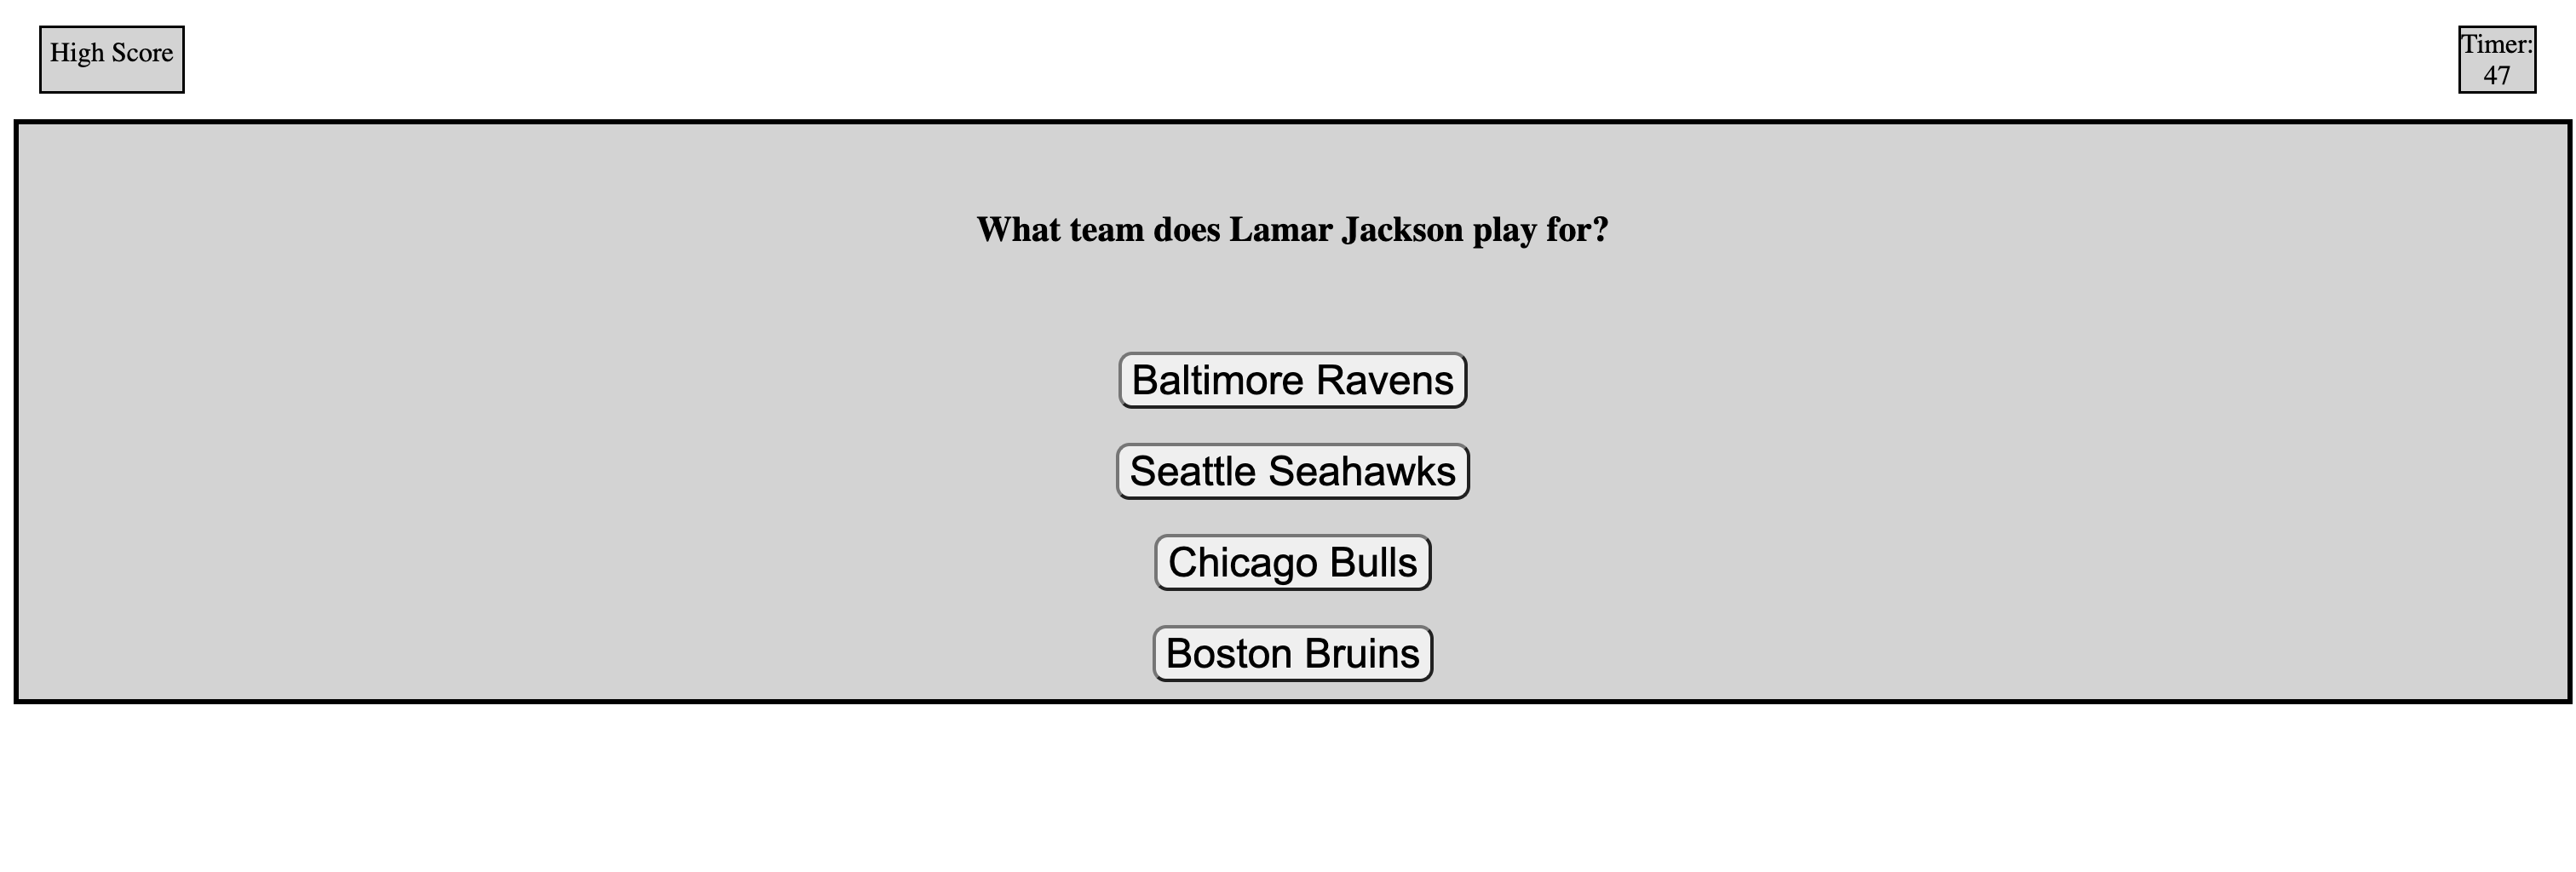 High Score
Timer:
47
What team does Lamar Jackson play for?
Baltimore Ravens
Seattle Seahawks
Chicago Bulls
Boston Bruins